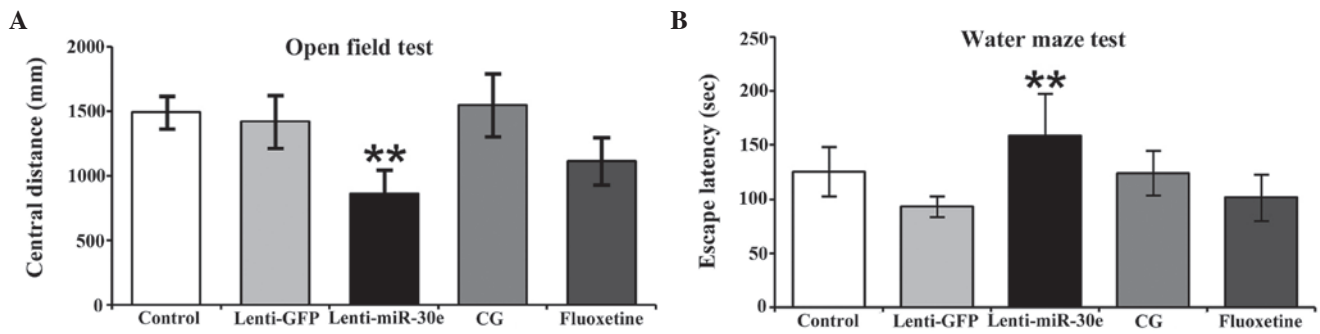 A
Open field test
Central distance (mm)
2000
1500
1000
500
0
**
Control Lenti-GFP Lenti-miR-30e CG Fluoxetine
B
Water maze test
Escape latency (sec)
250
200
150
100
50
0
**
Control Lenti-GFP Lenti-miR-30e CG Fluoxetine